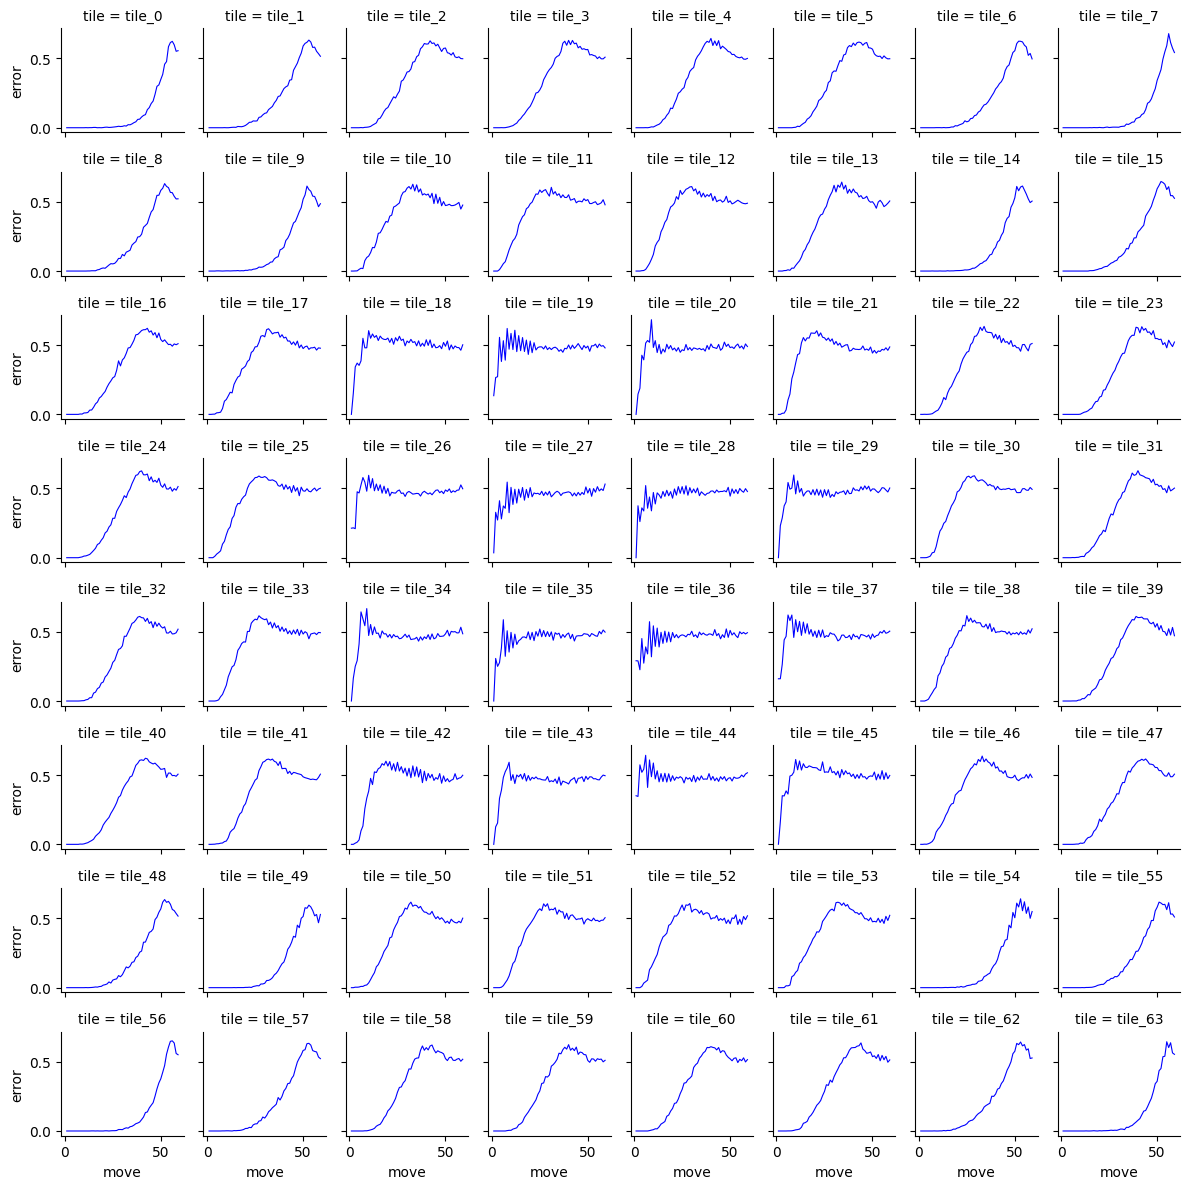 tile = tile_0 tile = tile_1 tile = tile_2 tile = tile_3 tile = tile_4 tile = tile_5 tile = tile_6 tile = tile_7
0.5
error
0.0
tile = tile_8 tile = tile_9 tile = tile_10 tile = tile_11 tile = tile_12 tile = tile_13 tile = tile_14 tile = tile_15
0.5
error
0.0
tile = tile_16 tile = tile_17 tile = tile_18 tile = tile_19 tile = tile_20 tile = tile_21 tile = tile_22 tile = tile_23
0.5
error
0.0
tile = tile_24 tile = tile_25 tile = tile_26 tile = tile_27 tile = tile_28 tile = tile_29 tile = tile_30 tile = tile_31
0.5
error
0.0
tile = tile_32 tile = tile_33 tile = tile_34 tile = tile_35 tile = tile_36 tile = tile_37 tile = tile_38 tile = tile_39
0.5
error
0.0
tile = tile_40 tile = tile_41 tile = tile_42 tile = tile_43 tile = tile_44 tile = tile_45 tile = tile_46 tile = tile_47
0.5
error
0.0
tile = tile_48 tile = tile_49 tile = tile_50 tile = tile_51 tile = tile_52 tile = tile_53 tile = tile_54 tile = tile_55
0.5
error
0.0
tile = tile_56 tile = tile_57 tile = tile_58 tile = tile_59 tile = tile_60 tile = tile_61 tile = tile_62 tile = tile_63
0.5
error
0.0
0 50 0 50 0 50 0 50 0 50 0 50 0 50 0 50
move move move move move move move move